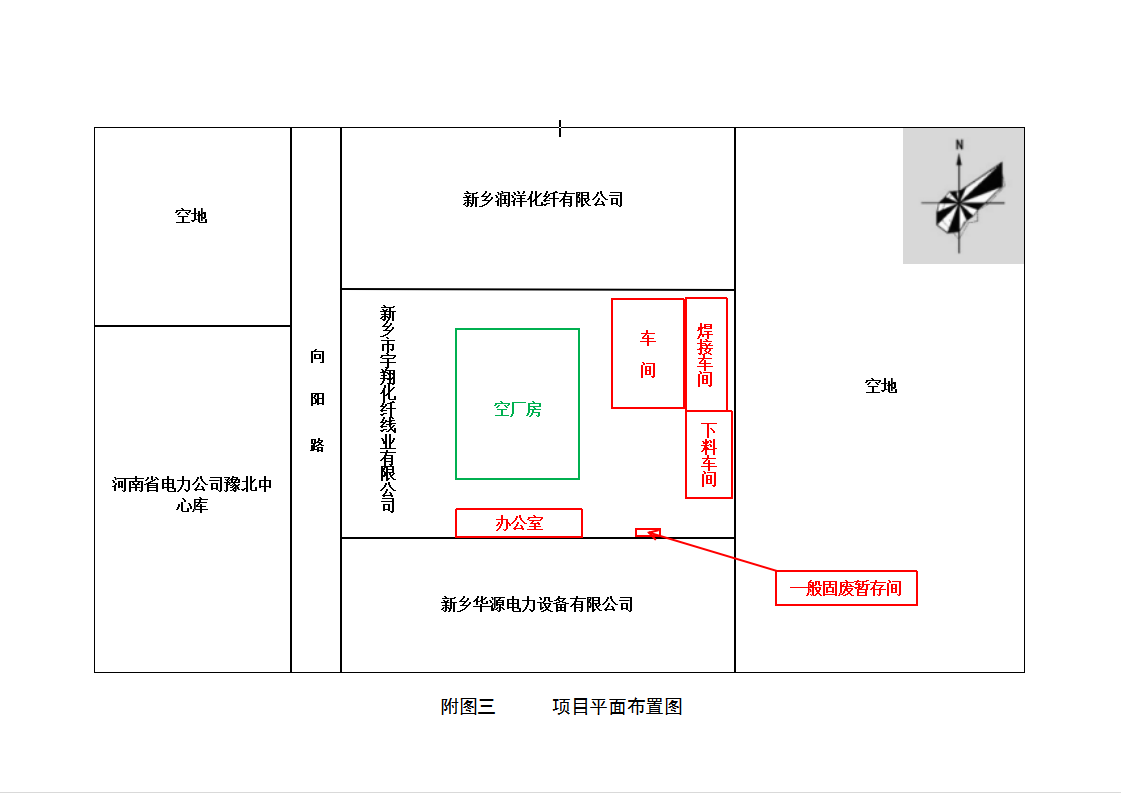 N
空地
新乡润洋化纤有限公司
新乡市宇翔化纤线业有限公司
车间
焊接车间
向阳路
空地
空厂房
下料车间
河南省电力公司豫北中
心库
办公室
一般固废暂存间
新乡华源电力设备有限公司
附图三 项目平面布置图